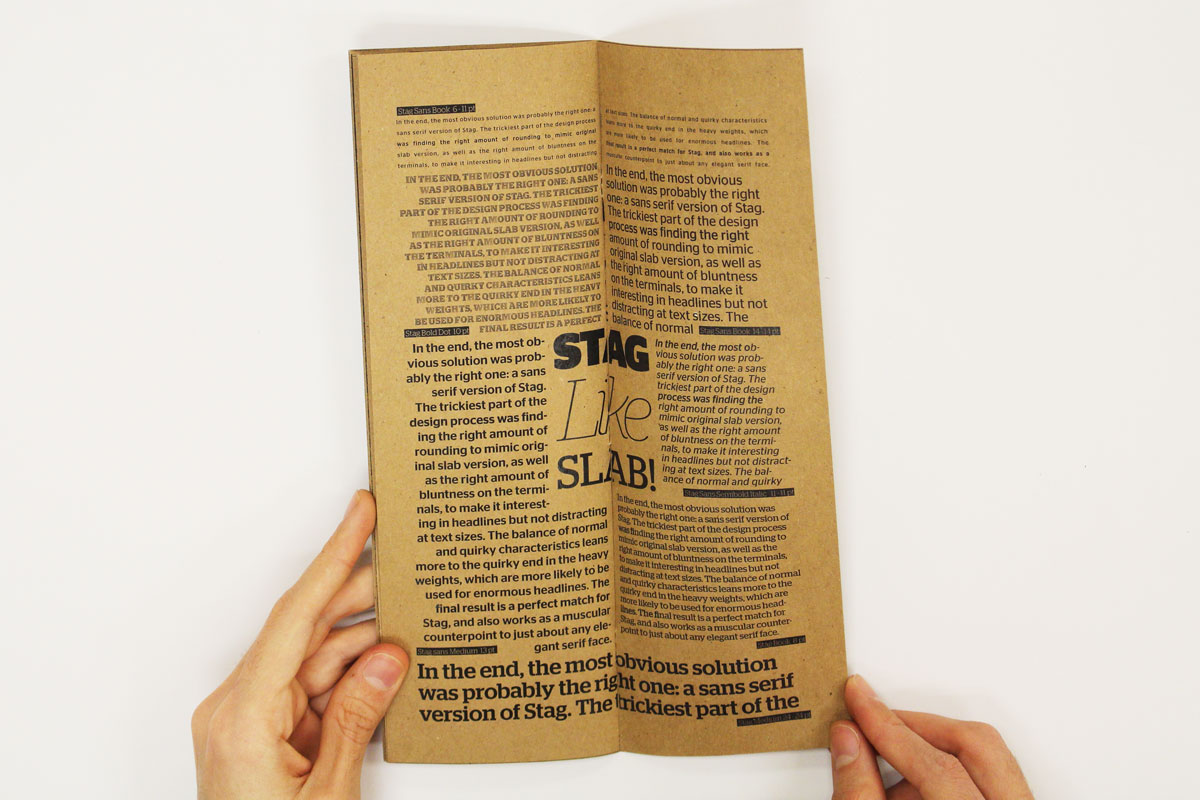 Stag Sans Book 6-11 pt
In the end, the most obvious solution was probably the right one: a
sans serif version of Stag. The trickiest part of the design process
was finding the right amount of rounding to mimic original
slab version, as well as the right amount of bluntness on the
terminals, to make it interesting in headlines but not distracting
at text sizes. The balance of normal and quirky characteristics
leans more to the quirky end in the heavy weights, which
are more likely to be used for enormous headlines. The
final result is a perfect match for Stag, and also works as a
muscular counterpoint to just about any elegant serif face.
IN THE END, THE MOST OBVIOUS SOLUTION
WAS PROBABLY THE RIGHT ONE: A SANS
SERIF VERSION OF STAG. THE TRICKIEST
PART OF THE DESIGN PROCESS WAS FINDING
THE RIGHT AMOUNT OF ROUNDING TO
MIMIC ORIGINAL SLAB VERSION, AS WELL
AS THE RIGHT AMOUNT OF BLUNTNESS ON
THE TERMINALS, TO MAKE IT INTERESTING
IN HEADLINES BUT NOT DISTRACTING AT
TEXT SIZES. THE BALANCE OF NORMAL
AND QUIRKY CHARACTERISTICS LEANS
MORE TO THE QUIRKY END IN THE HEAVY
WEIGHTS, WHICH ARE MORE LIKELY TO
BE USED FOR ENORMOUS HEADLINES. THE
FINAL RESULT IS A PERFECT
Stag Bold Dot 10 pt
In the end, the most obvious
solution was probably the right
one: a sans serif version of Stag.
The trickiest part of the design
process was finding the right
amount of rounding to mimic
original slab version, as well as
the right amount of bluntness
on the terminals, to make it
interesting in headlines but not
distracting at text sizes. The
balance of normal
Stag Sans Book 14-14 pt
In the end, the most ob-
vious solution was prob-
ably the right one: a sans
serif version of Stag.
The trickiest part of the
design process was find-
ing the right amount of
rounding to mimic orig-
inal slab version, as well
as the right amount of
bluntness on the termi-
nals, to make it interest-
ing in headlines but not distracting
at text sizes. The balance of normal
and quirky characteristics leans
more to the quirky end in the heavy
weights, which are more likely to be
used for enormous headlines. The
final result is a perfect match for
Stag, and also works as a muscular
counterpoint to just about any ele-
gant serif face.
Stag sans Medium 13 pt
STAG
Like
SLAB!
In the end, the most ob-
vious solution was prob-
ably the right one: a sans
serif version of Stag. The
trickiest part of the design
process was finding the
right amount of rounding to
mimic original slab version,
as well as the right amount
of bluntness on the termi-
nals, to make it interesting
in headlines but not distract-
ing at text sizes. The bal-
ance of normal and quirky
Stag Sans Semibold Italic 11-11 pt
In the end, the most obvious solution was
probably the right one: a sans serif version of
Stag. The trickiest part of the design process
was finding the right amount of rounding to
mimic original slab version, as well as the
right amount of bluntness on the terminals,
to make it interesting in headlines but not
distracting at text sizes. The balance of normal
and quirky characteristics leans more to the
quirky end in the heavy weights, which are
more likely to be used for enormous head-
lines. The final result is a perfect match for
Stag, and also works as a muscular counter-
point to just about any elegant serif face.
Stag Book pt
In the end, the most obvious solution
was probably the right one: a sans serif
version of Stag. The trickiest part of the
Stag Medium 24 pt